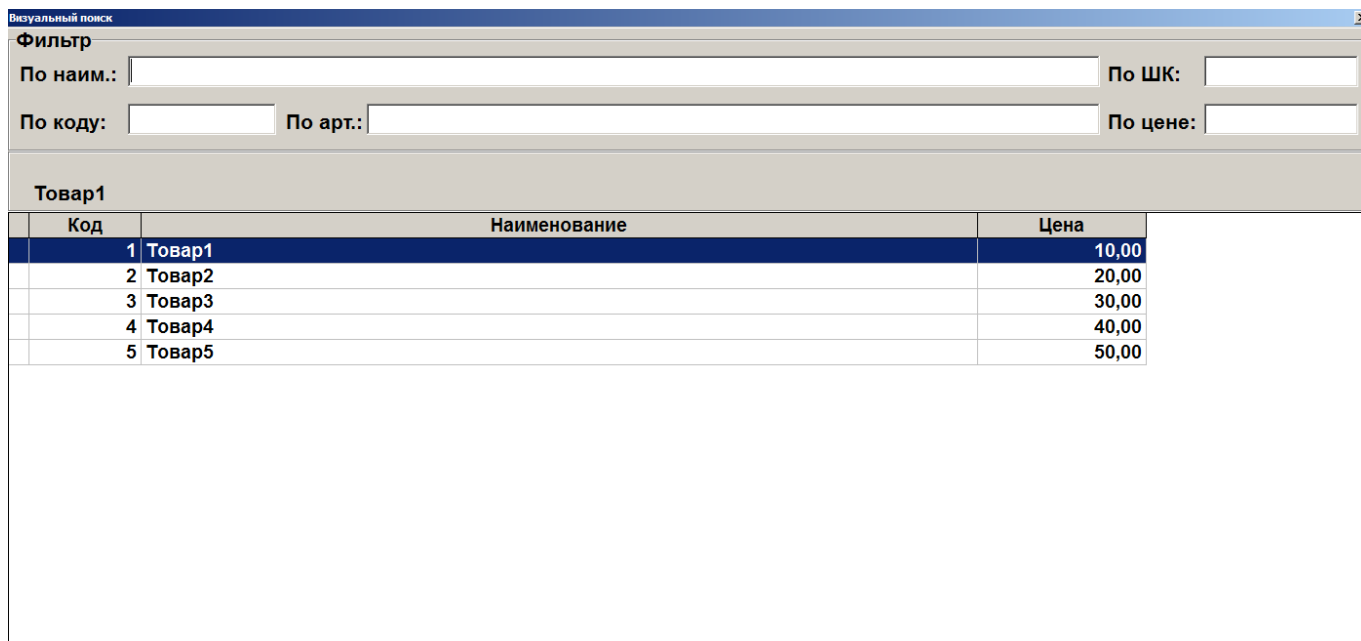 Визуальный поиск
Фильтр
По наим.: По ШК:
По коду: По арт.: По цене:
Товар1
Код Наименование Цена
1 Товар1 10,00
2 Товар2 20,00
3 Товар3 30,00
4 Товар4 40,00
5 Товар5 50,00